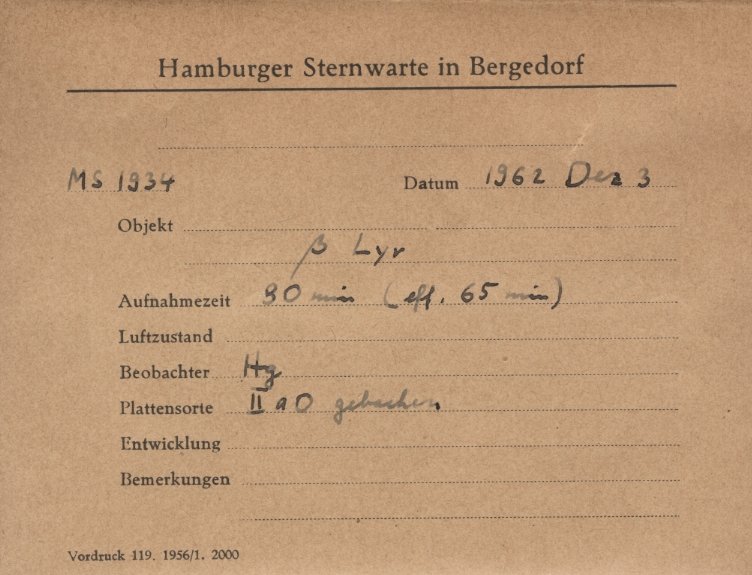 Hamburger Sternwarte in Bergedorf
MS 1934 Datum 1962 Dez 3
Objekt
β Lyr
Aufnahmezeit 90 min (eff. 65 min)
Luftzustand
Beobachter Hg
Plattensorte II a O gebacken
Entwicklung
Bemerkungen
Vordruck 119. 1956/1. 2000